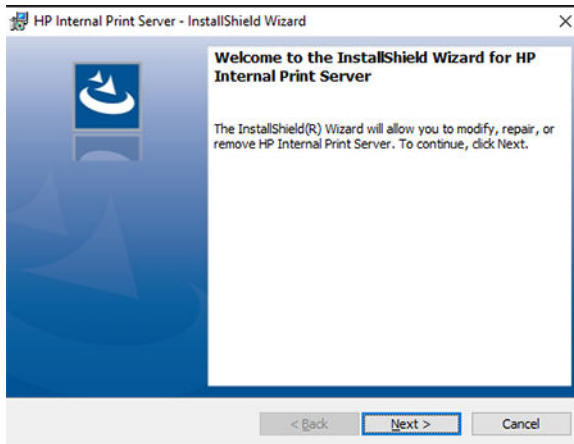 HP Internal Print Server - InstallShield Wizard
Welcome to the InstallShield Wizard for HP
Internal Print Server
The InstallShield(R) Wizard will allow you to modify, repair, or
remove HP Internal Print Server. To continue, click Next.
< Back Next > Cancel